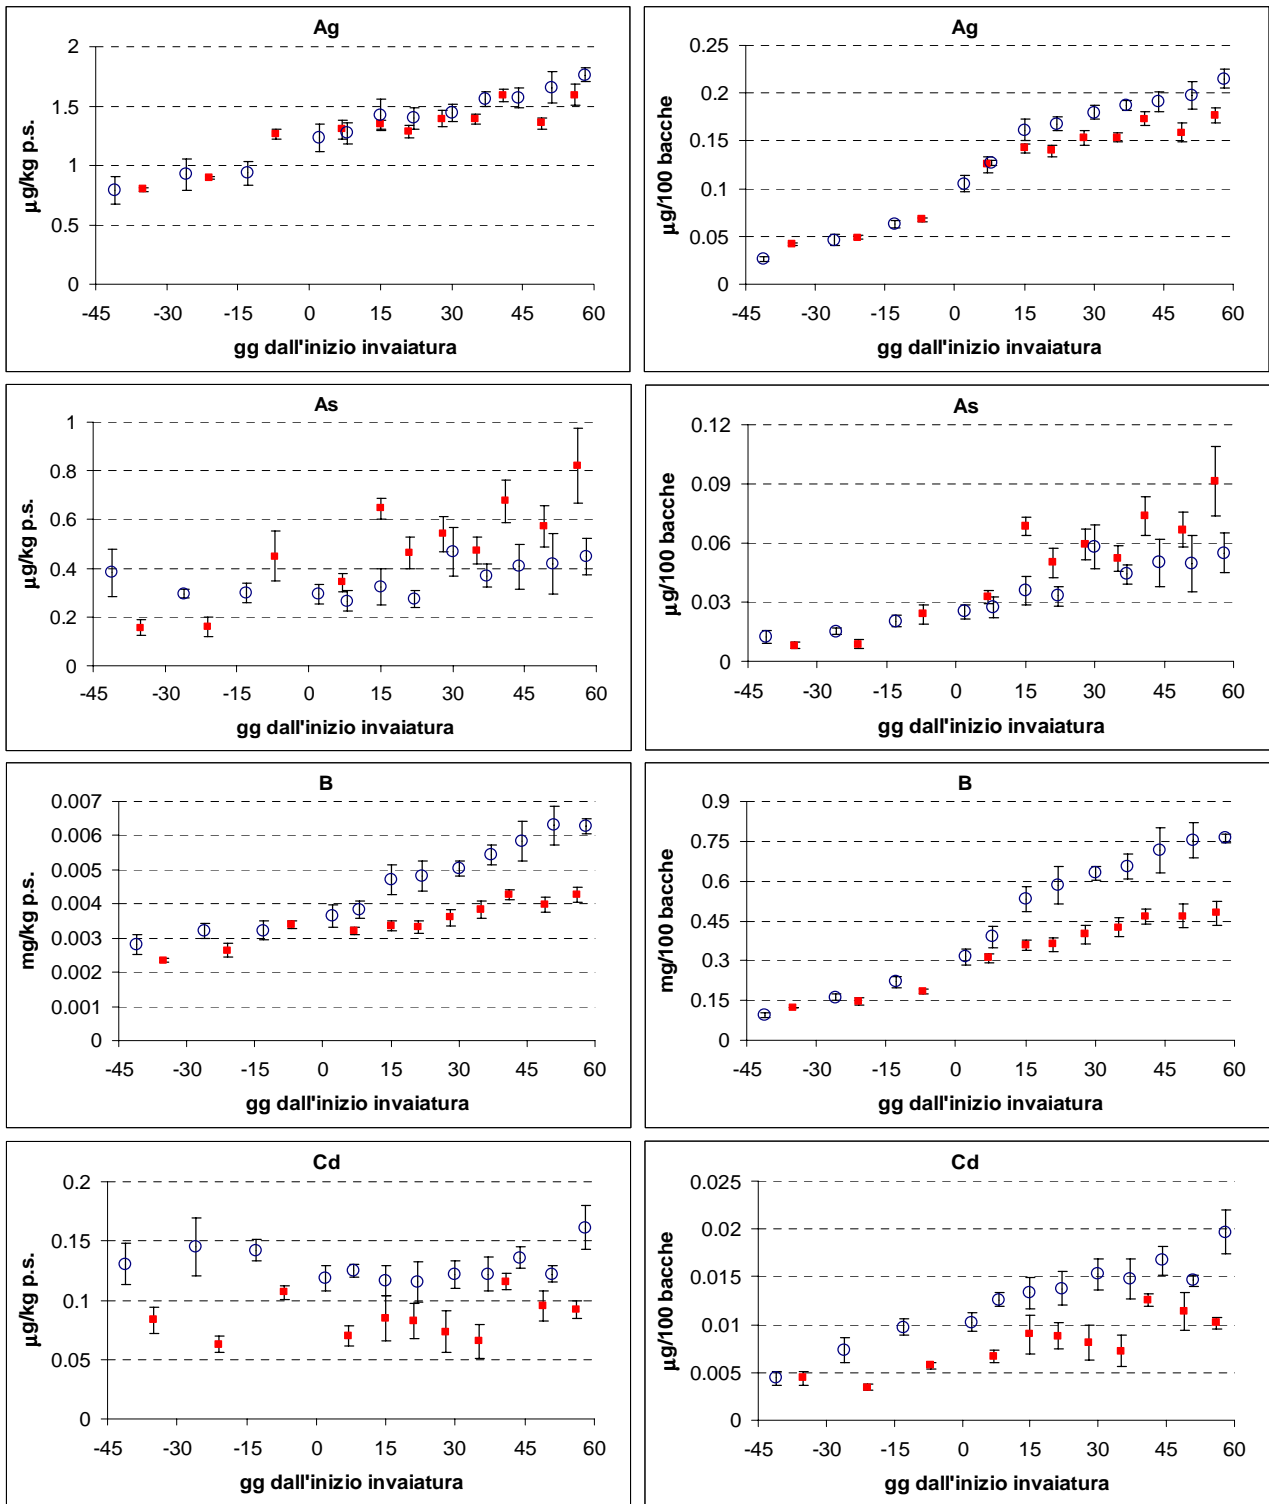 Ag
2
1.5
1
0.5
0
µg/kg p.s.
-45 -30 -15 0 15 30 45 60
gg dall'inizio invaiatura
Ag
0.25
0.2
0.15
0.1
0.05
0
µg/100 bacche
-45 -30 -15 0 15 30 45 60
gg dall'inizio invaiatura
As
1
0.8
0.6
0.4
0.2
0
µg/kg p.s.
-45 -30 -15 0 15 30 45 60
gg dall'inizio invaiatura
As
0.12
0.09
0.06
0.03
0
µg/100 bacche
-45 -30 -15 0 15 30 45 60
gg dall'inizio invaiatura
B
0.007
0.006
0.005
0.004
0.003
0.002
0.001
0
mg/kg p.s.
-45 -30 -15 0 15 30 45 60
gg dall'inizio invaiatura
B
0.9
0.75
0.6
0.45
0.3
0.15
0
mg/100 bacche
-45 -30 -15 0 15 30 45 60
gg dall'inizio invaiatura
Cd
0.2
0.15
0.1
0.05
0
µg/kg p.s.
-45 -30 -15 0 15 30 45 60
gg dall'inizio invaiatura
Cd
0.025
0.02
0.015
0.01
0.005
0
µg/100 bacche
-45 -30 -15 0 15 30 45 60
gg dall'inizio invaiatura